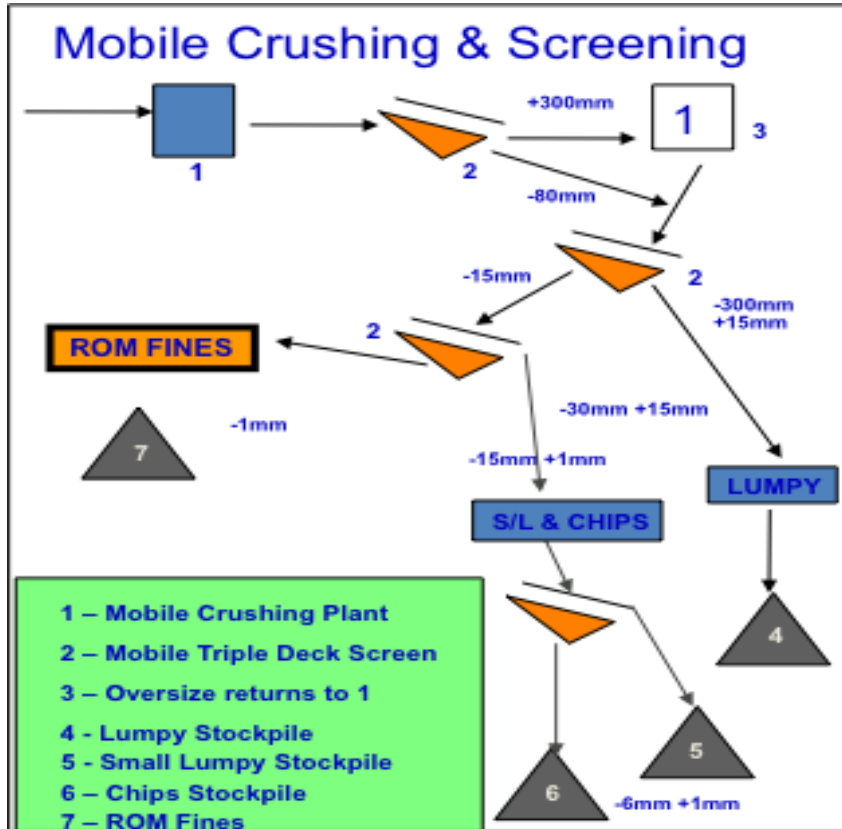 Mobile Crushing & Screening
+300mm
1
3
1
2
-80mm
-15mm
2
-300mm
+15mm
2
ROM FINES
-30mm +15mm
-1mm
7
-15mm +1mm
LUMPY
S/L & CHIPS
1 – Mobile Crushing Plant
2 – Mobile Triple Deck Screen
3 – Oversize returns to 1
4 - Lumpy Stockpile
5 - Small Lumpy Stockpile
6 – Chips Stockpile
7 – ROM Fines
4
5
6
-6mm +1mm